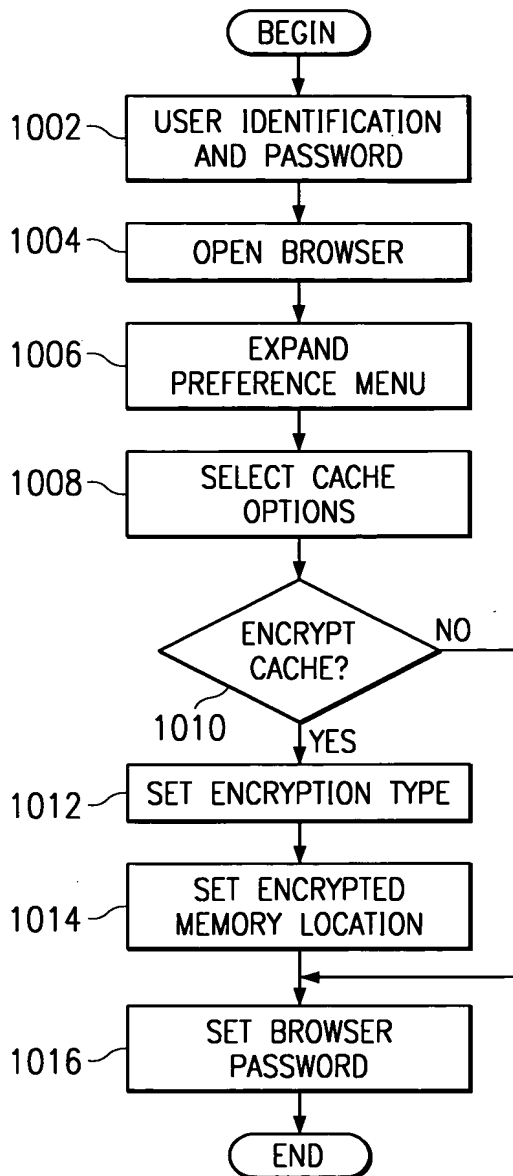 BEGIN
1002
USER IDENTIFICATION
AND PASSWORD
1004
OPEN BROWSER
1006
EXPAND
PREFERENCE MENU
1008
SELECT CACHE
OPTIONS
ENCRYPT
CACHE?
NO
1010
YES
1012
SET ENCRYPTION TYPE
1014
SET ENCRYPTED
MEMORY LOCATION
1016
SET BROWSER
PASSWORD
END